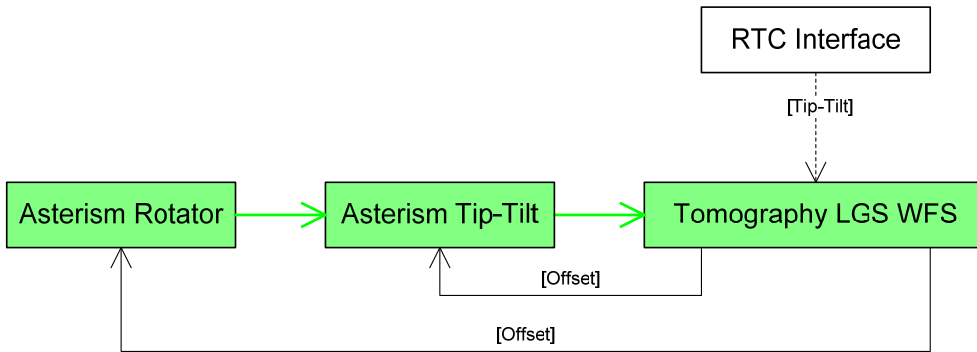 RTC Interface
[Tip-Tilt]
Asterism Rotator
Asterism Tip-Tilt
Tomography LGS WFS
[Offset]
[Offset]